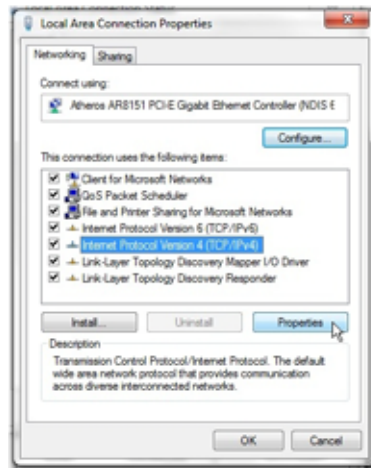 Local Area Connection Properties
Networking Sharing
Connect using:
Atheros AR8151 PCI-E Gigabit Ethernet Controller (NDIS 6
Configure...
This connection uses the following items:
Client for Microsoft Networks
QoS Packet Scheduler
File and Printer Sharing for Microsoft Networks
Internet Protocol Version 6 (TCP/IPv6)
Internet Protocol Version 4 (TCP/IPv4)
Link-Layer Topology Discovery Mapper I/O Driver
Link-Layer Topology Discovery Responder
Install... Uninstall Properties
Description
Transmission Control Protocol/Internet Protocol. The default
wide area network protocol that provides communication
across diverse interconnected networks.
OK Cancel